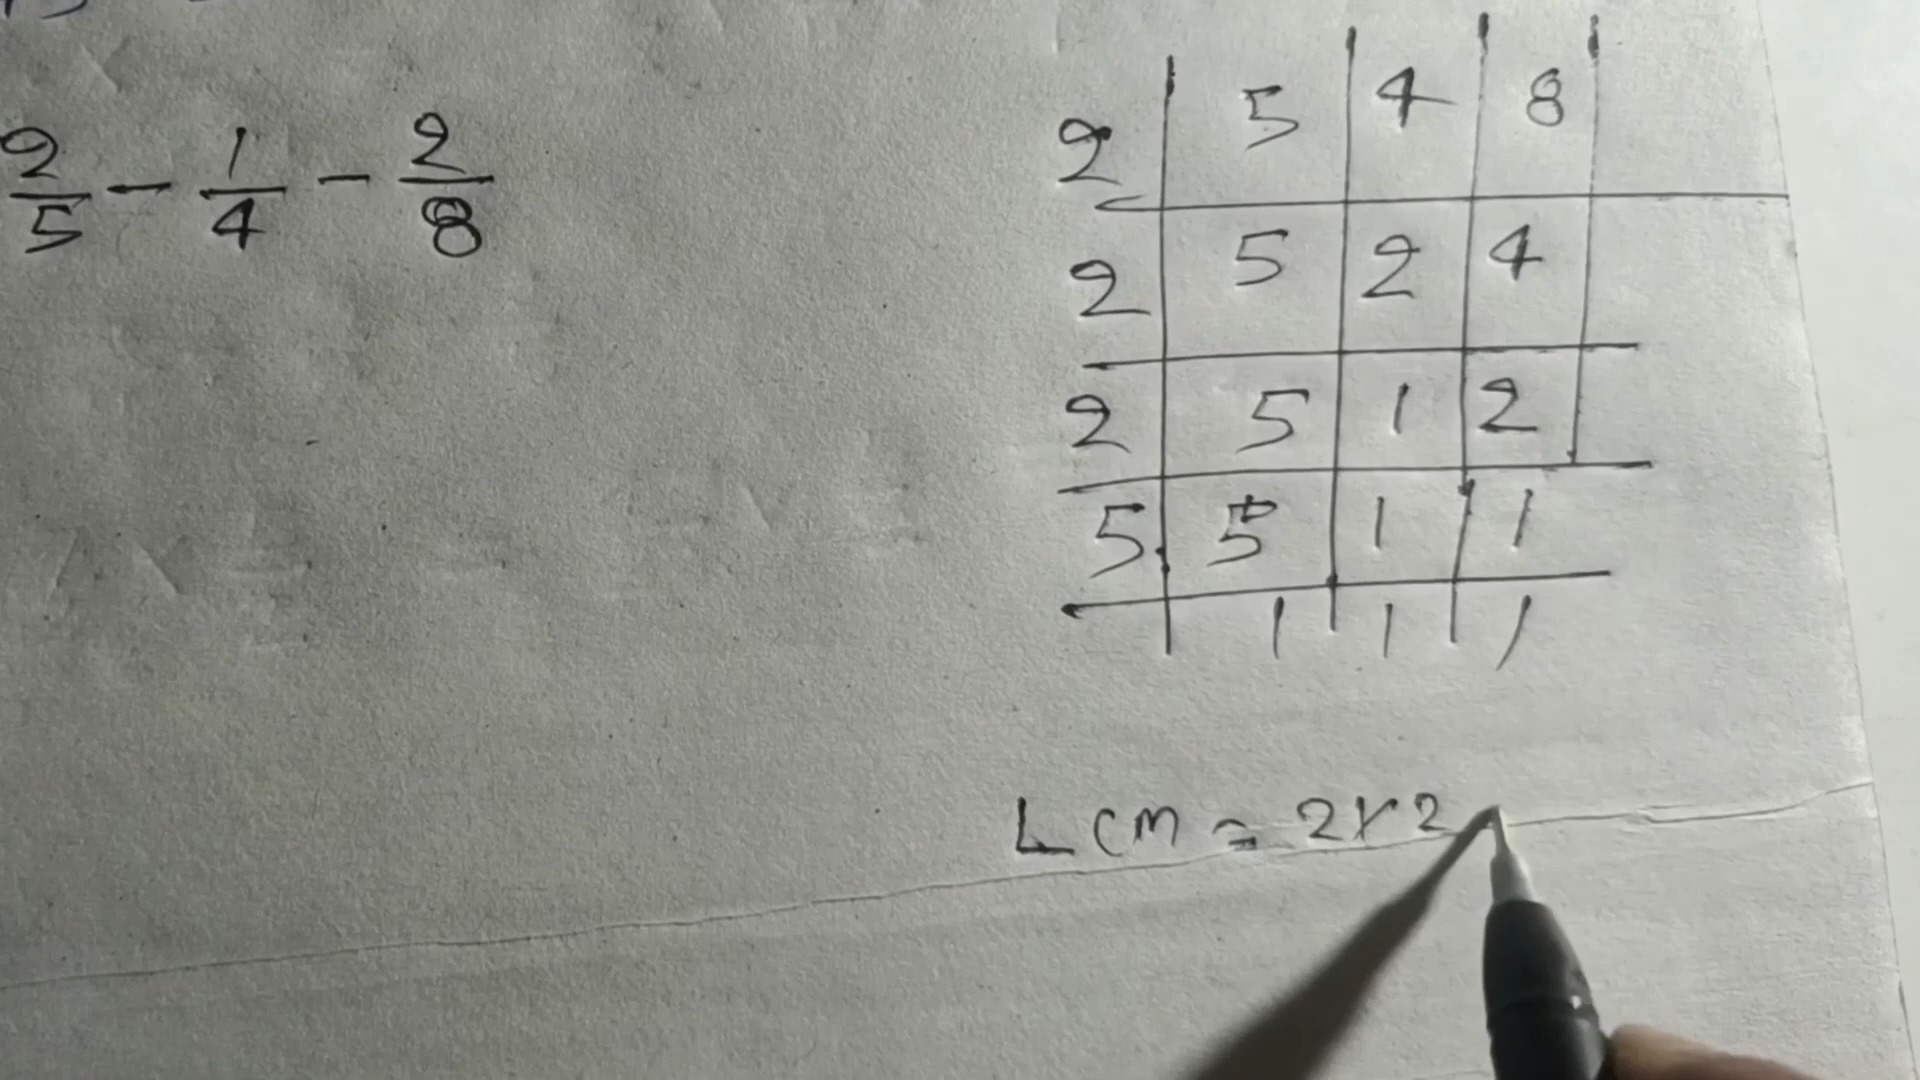 2/5 - 1/4 - 2/8
2 | 5 | 4 | 8
2 | 5 | 2 | 4
2 | 5 | 1 | 2
5 | 5 | 1 | 1
1 | 1 | 1
LCM = 2×2